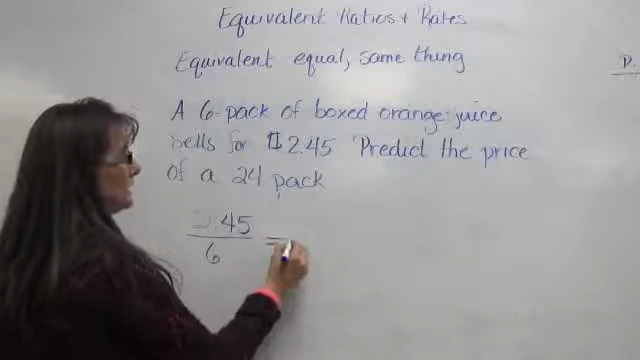 Equivalent Ratios + Rates
Equivalent equal, same thing
A 6-pack of boxed orange juice
sells for $2.45 Predict the price
of a 24 pack
2.45
6
=